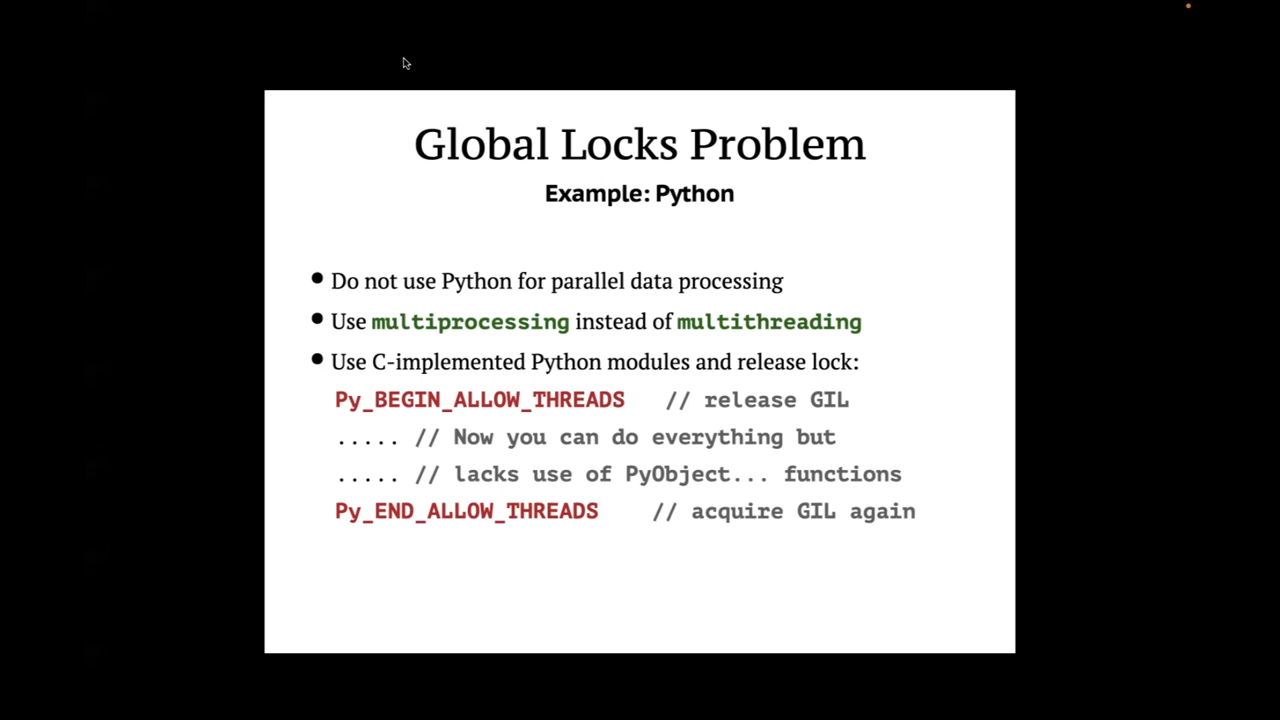 Global Locks Problem
Example: Python
• Do not use Python for parallel data processing
• Use multiprocessing instead of multithreading
• Use C-implemented Python modules and release lock:
Py_BEGIN_ALLOW_THREADS // release GIL
..... // Now you can do everything but
..... // lacks use of PyObject... functions
Py_END_ALLOW_THREADS // acquire GIL again